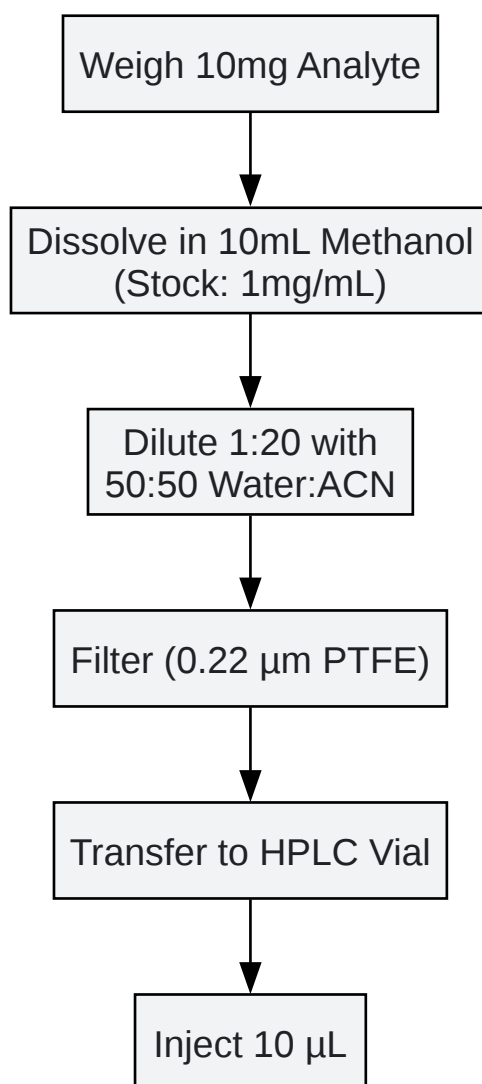 Weigh 10mg Analyte
Dissolve in 10mL Methanol
(Stock: 1mg/mL)
Dilute 1:20 with
50:50 Water:ACN
Filter (0.22 µm PTFE)
Transfer to HPLC Vial
Inject 10 µL